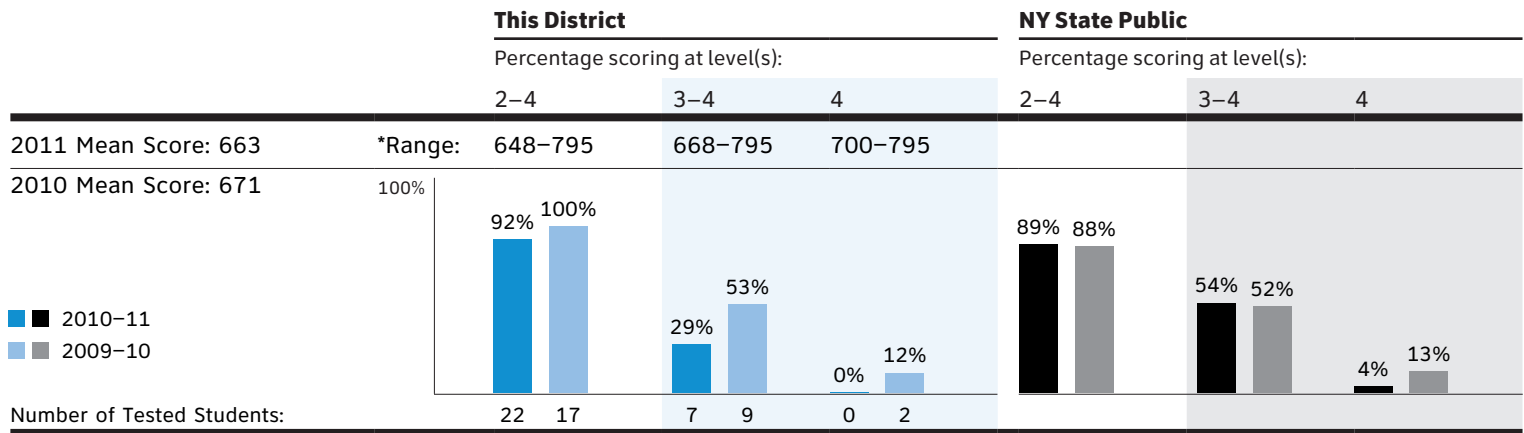 This District NY State Public
Percentage scoring at level(s): Percentage scoring at level(s):
2–4 3–4 4 2–4 3–4 4
2011 Mean Score: 663 *Range: 648–795 668–795 700–795
2010 Mean Score: 671 100%
92% 100% 29% 53% 0% 12% 89% 88% 54% 52% 4% 13%
2010–11
2009–10
Number of Tested Students: 22 17 7 9 0 2